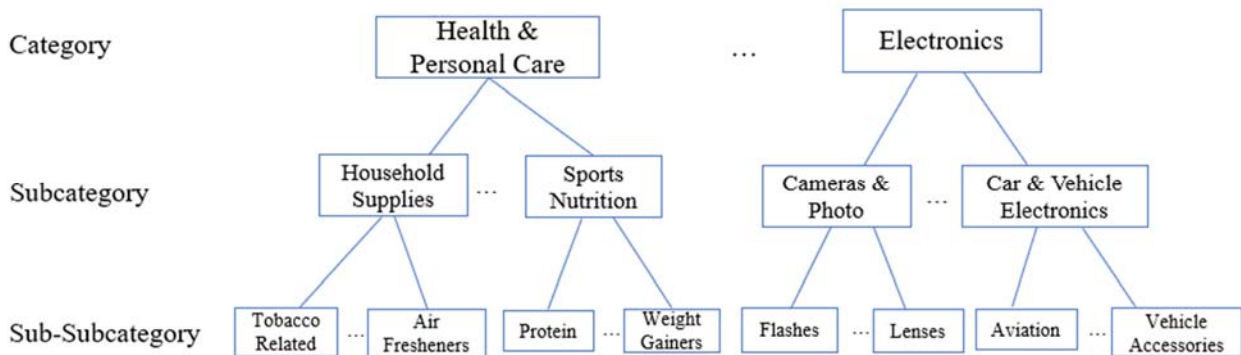 Category
Health &
Personal Care
...
Electronics
Subcategory
Household
Supplies
...
Sports
Nutrition
Cameras &
Photo
...
Car & Vehicle
Electronics
Sub-Subcategory
Tobacco
Related
...
Air
Fresheners
Protein
...
Weight
Gainers
Flashes
...
Lenses
Aviation
...
Vehicle
Accessories